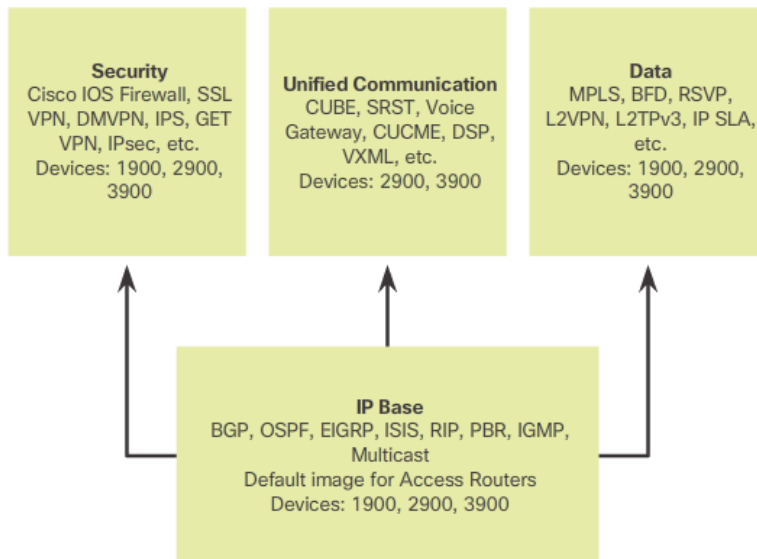 Security
Cisco IOS Firewall, SSL
VPN, DMVPN, IPS, GET
VPN, IPsec, etc.
Devices: 1900, 2900,
3900
Unified Communication
CUBE, SRST, Voice
Gateway, CUCME, DSP,
VXML, etc.
Devices: 2900, 3900
Data
MPLS, BFD, RSVP,
L2VPN, L2TPv3, IP SLA,
etc.
Devices: 1900, 2900,
3900
IP Base
BGP, OSPF, EIGRP, ISIS, RIP, PBR, IGMP,
Multicast
Default image for Access Routers
Devices: 1900, 2900, 3900